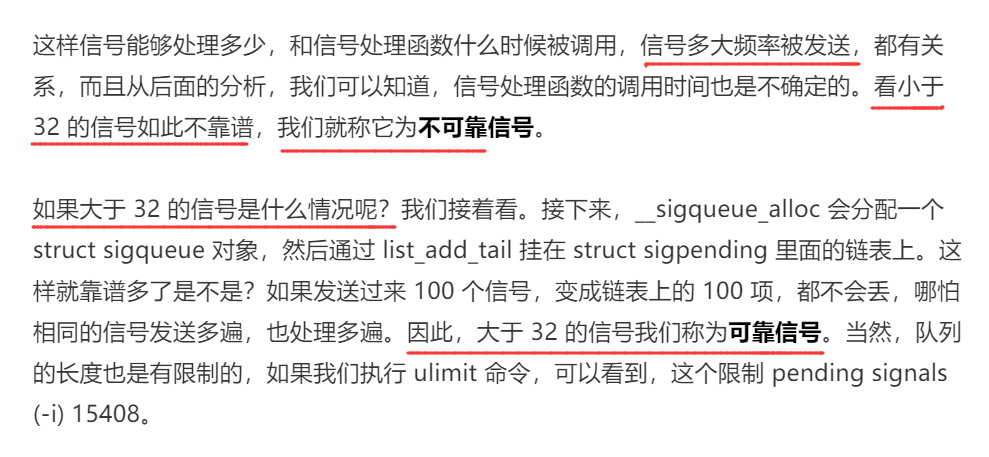 这样信号能够处理多少，和信号处理函数什么时候被调用，信号多大频率被发送，都有关
系，而且从后面的分析，我们可以知道，信号处理函数的调用时间也是不确定的。看小于
32 的信号如此不靠谱，我们就称它为不可靠信号。
如果大于 32 的信号是什么情况呢？我们接着看。接下来，__sigqueue_alloc 会分配一个
struct sigqueue 对象，然后通过 list_add_tail 挂在 struct sigpending 里面的链表上。这
样就靠谱多了是不是？如果发送过来 100 个信号，变成链表上的 100 项，都不会丢，哪怕
相同的信号发送多遍，也处理多遍。因此，大于 32 的信号我们称为可靠信号。当然，队列
的长度也是有限制的，如果我们执行 ulimit 命令，可以看到，这个限制 pending signals
(-i) 15408。